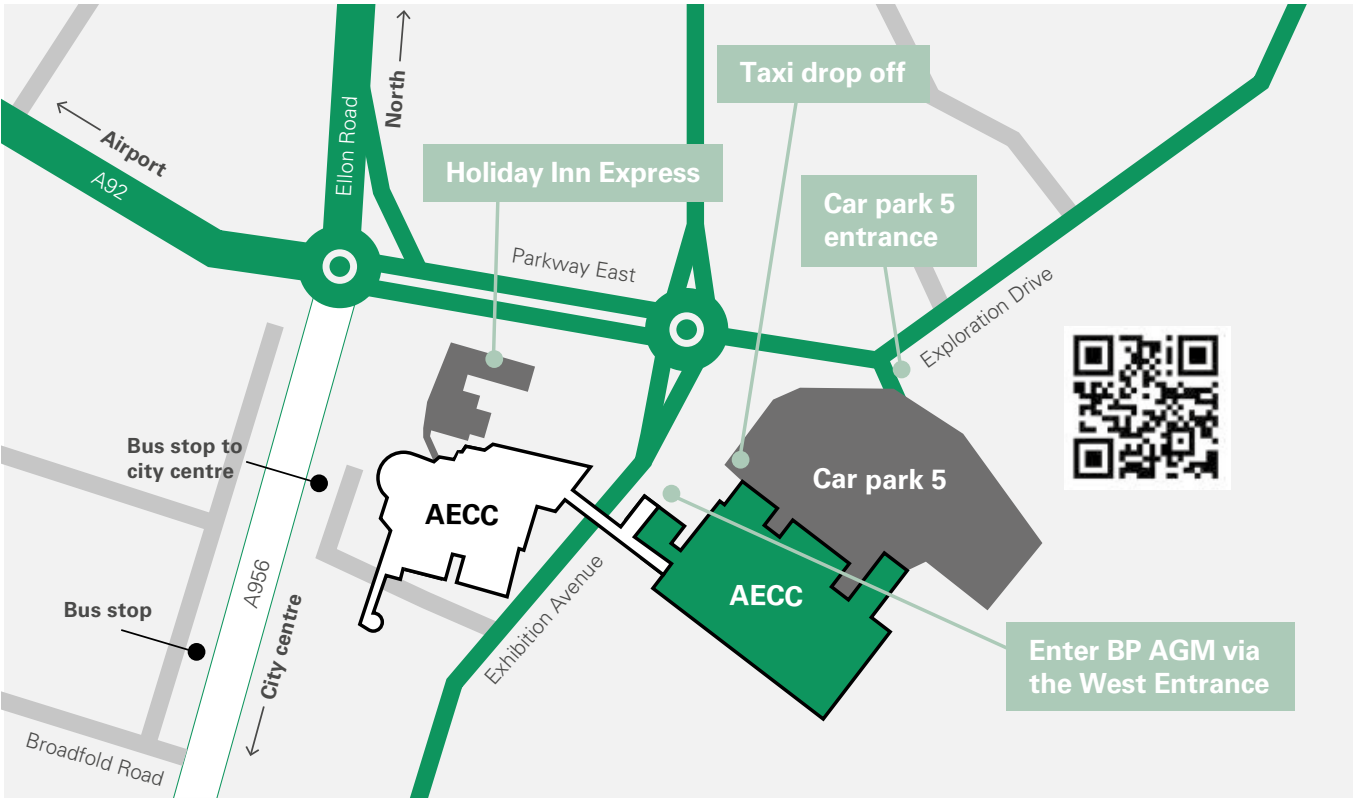 Taxi drop off
North
Ellon Road
Airport
A92
Holiday Inn Express
Car park 5
entrance
Parkway East
Exploration Drive
Bus stop to
city centre
AECC
Car park 5
A956
Exhibition Avenue
AECC
Bus stop
City centre
Enter BP AGM via
the West Entrance
Broadfold Road